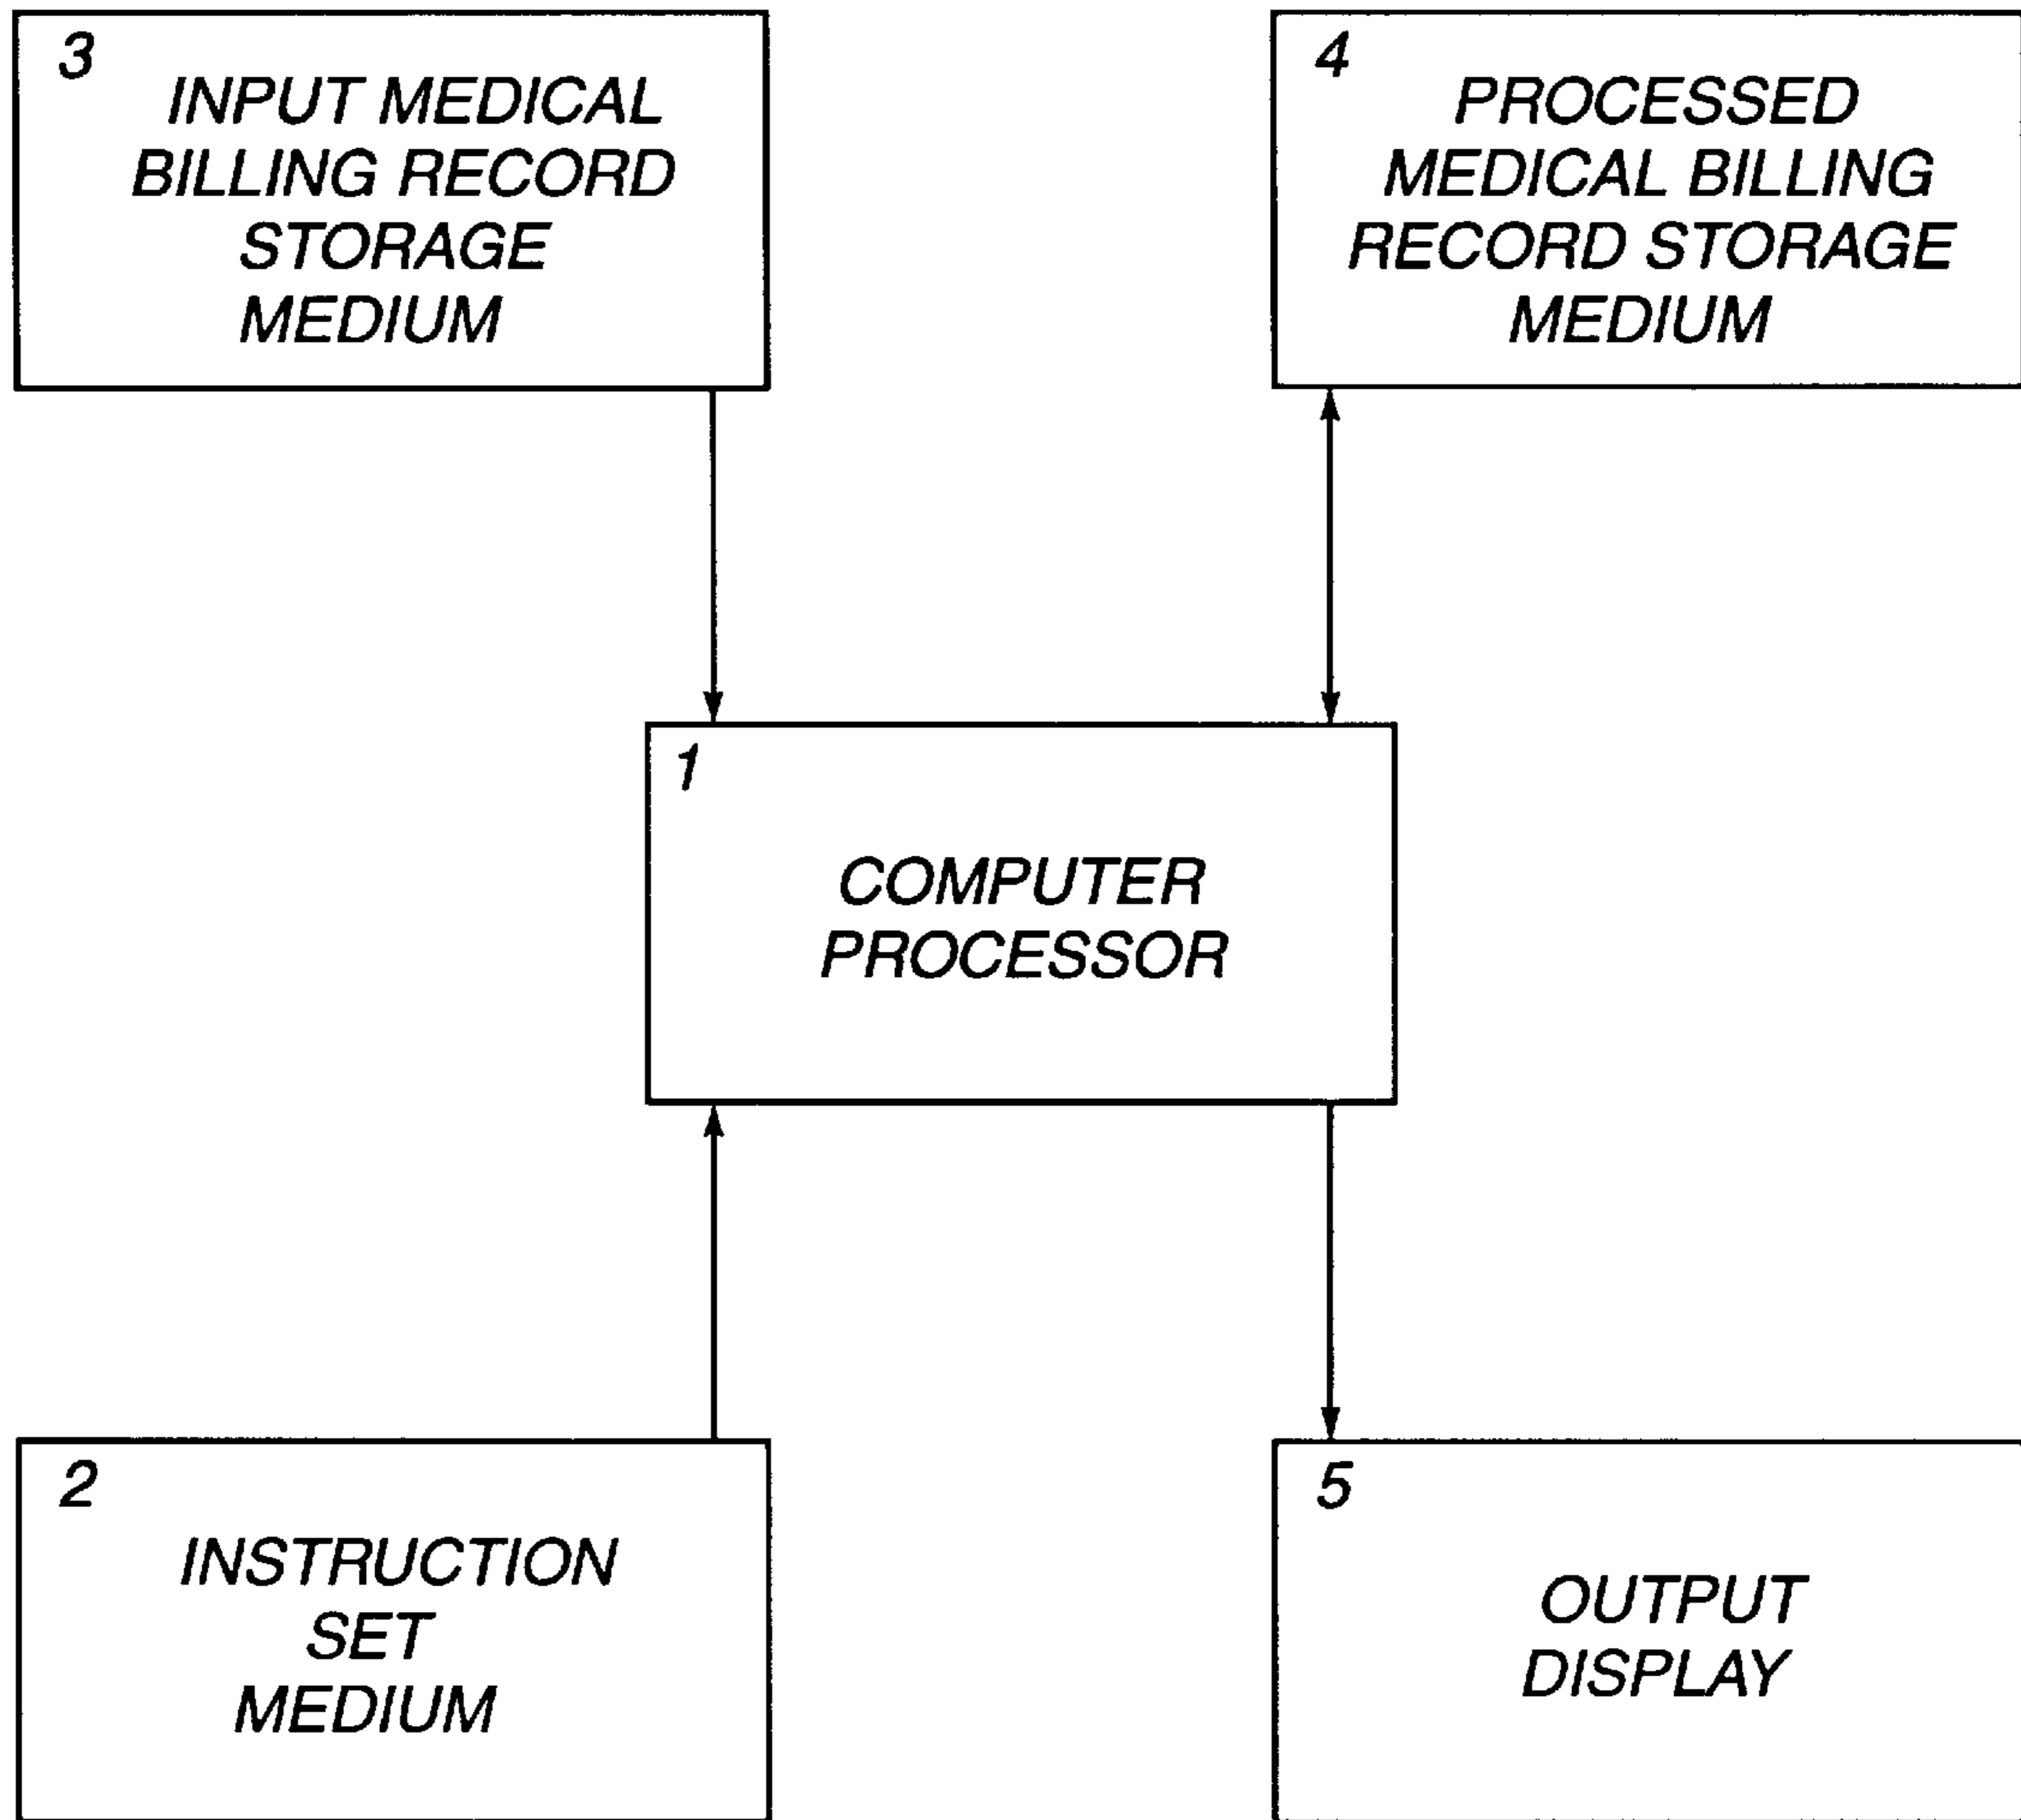 3
INPUT MEDICAL
BILLING RECORD
STORAGE
MEDIUM
4
PROCESSED
MEDICAL BILLING
RECORD STORAGE
MEDIUM
1
COMPUTER
PROCESSOR
2
INSTRUCTION
SET
MEDIUM
5
OUTPUT
DISPLAY